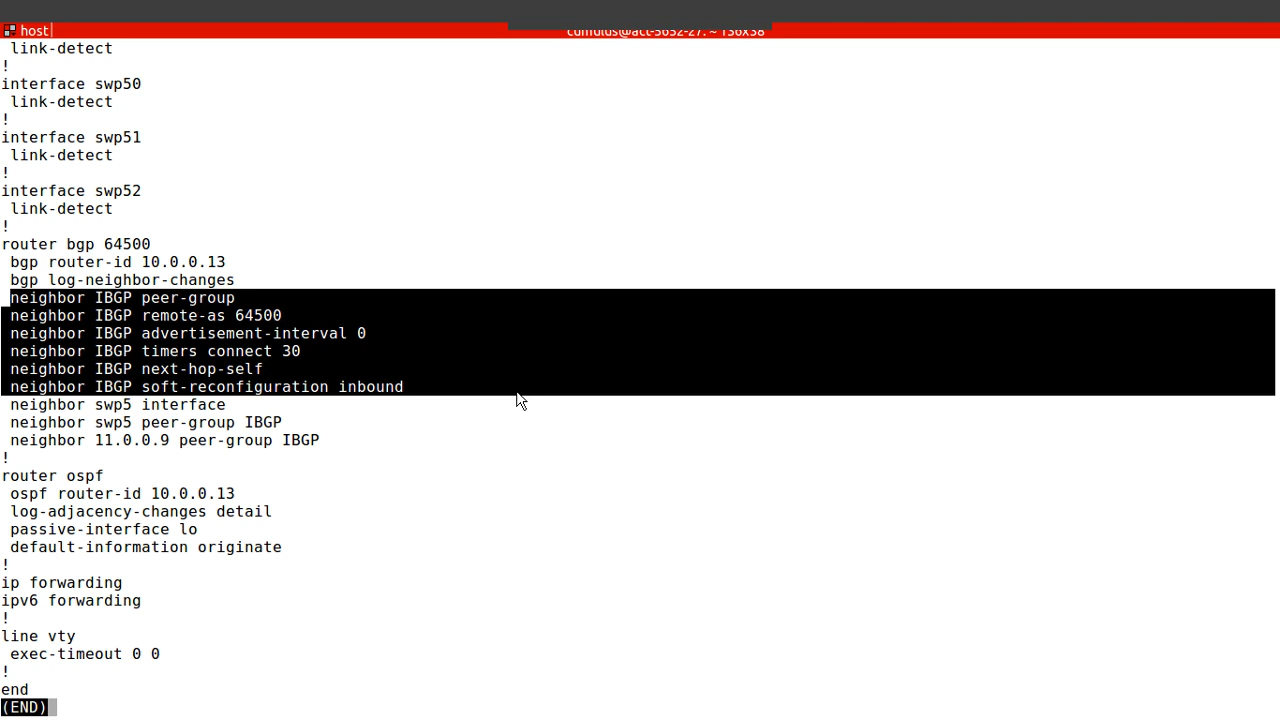 host
link-detect
!
interface swp50
link-detect
!
interface swp51
link-detect
!
interface swp52
link-detect
!
router bgp 64500
bgp router-id 10.0.0.13
bgp log-neighbor-changes
neighbor IBGP peer-group
neighbor IBGP remote-as 64500
neighbor IBGP advertisement-interval 0
neighbor IBGP timers connect 30
neighbor IBGP next-hop-self
neighbor IBGP soft-reconfiguration inbound
neighbor swp5 interface
neighbor swp5 peer-group IBGP
neighbor 11.0.0.9 peer-group IBGP
!
router ospf
ospf router-id 10.0.0.13
log-adjacency-changes detail
passive-interface lo
default-information originate
!
ip forwarding
ipv6 forwarding
!
line vty
exec-timeout 0 0
!
end
(END)